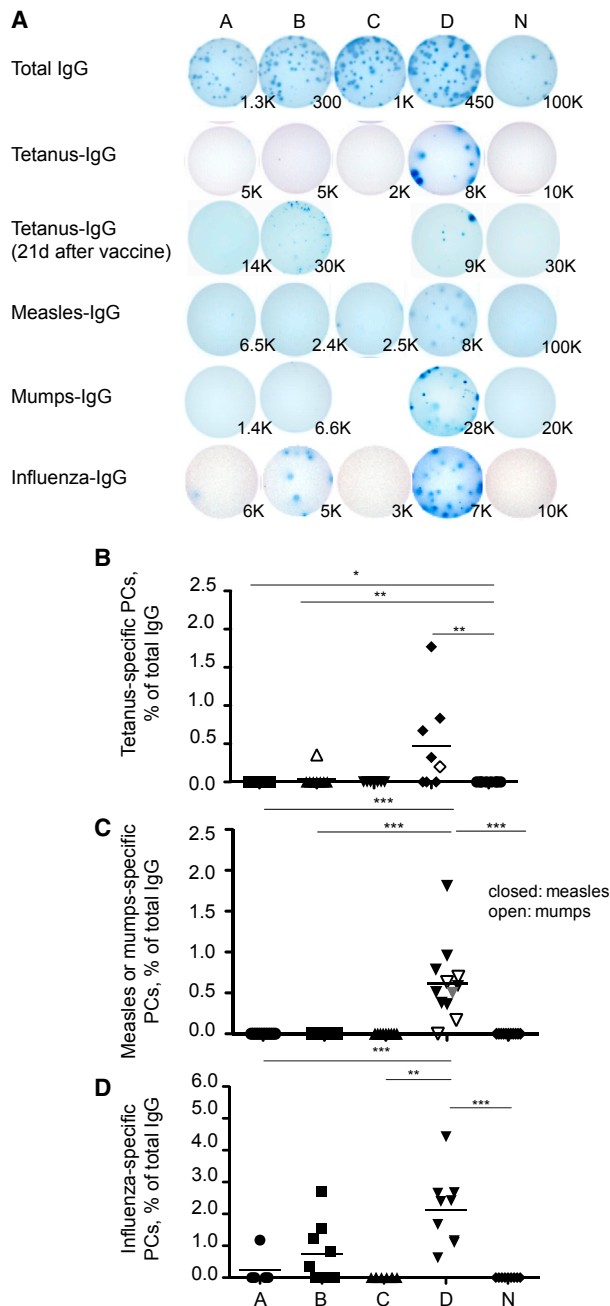 A
A B C D N
Total IgG
1.3K 300 1K 450 100K
Tetanus-IgG
5K 5K 2K 8K 10K
Tetanus-IgG
(21d after vaccine)
14K 30K 9K 30K
Measles-IgG
6.5K 2.4K 2.5K 8K 100K
Mumps-IgG
1.4K 6.6K 28K 20K
Influenza-IgG
6K 5K 3K 7K 10K
B
Tetanus-specific PCs,
% of total IgG
2.5
2.0
1.5
1.0
0.5
0.0
*
**
**
C
Measles or mumps-specific
PCs, % of total IgG
2.5
2.0
1.5
1.0
0.5
0.0
***
*** ***
closed: measles
open: mumps
D
Influenza-specific
PCs, % of total IgG
6.0
5.0
4.0
3.0
2.0
1.0
0.0
***
**
***
A B C D N